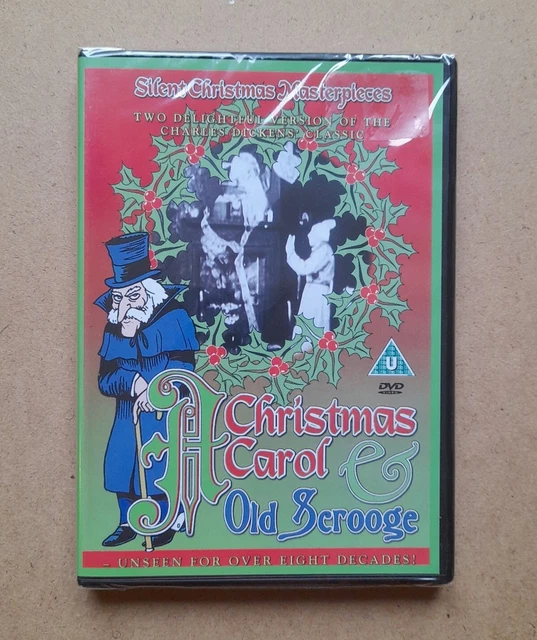 Silent Christmas Masterpieces
TWO DELIGHTFUL VERSION OF THE
CHARLES DICKENS' CLASSIC
A Christmas
Carol &
Old Scrooge
U
DVD
VIDEO
- UNSEEN FOR OVER EIGHT DECADES!